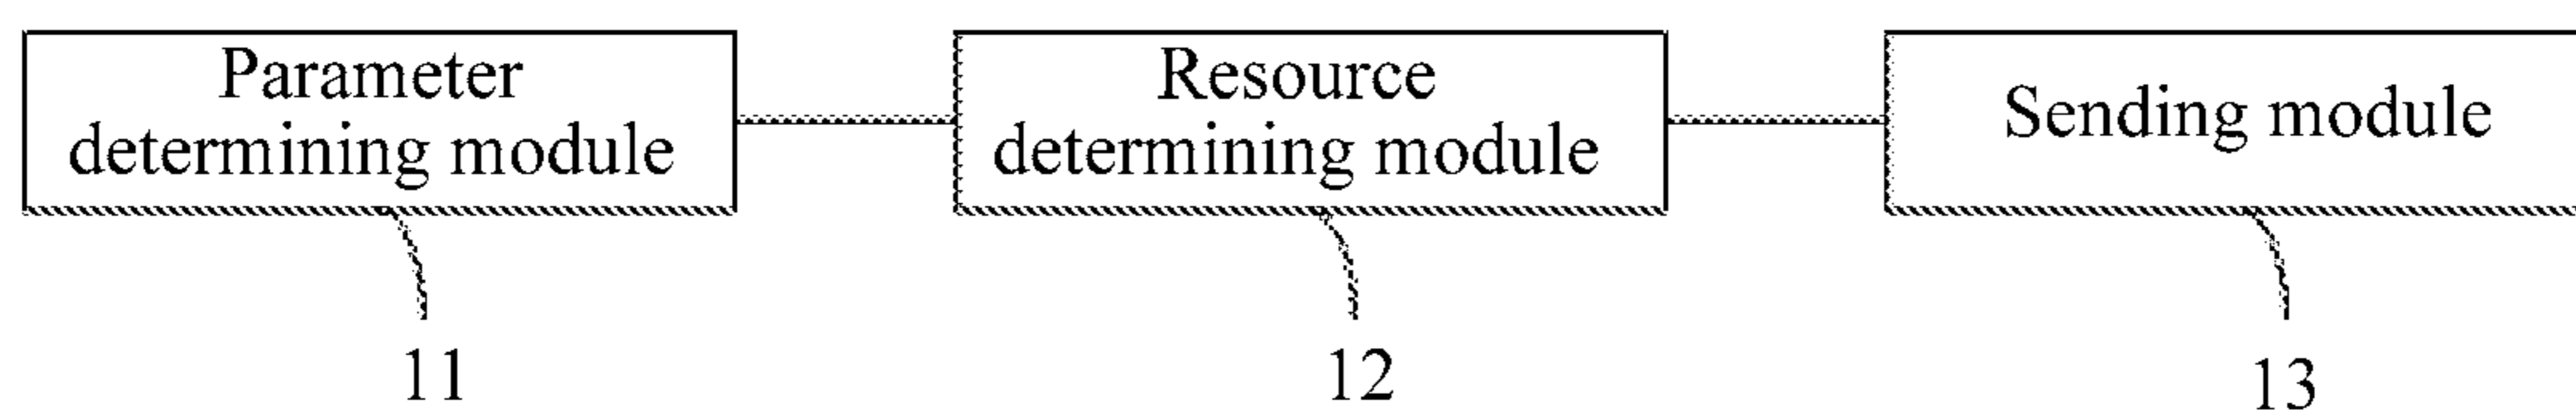 Parameter
determining module
Resource
determining module
Sending module
11
12
13